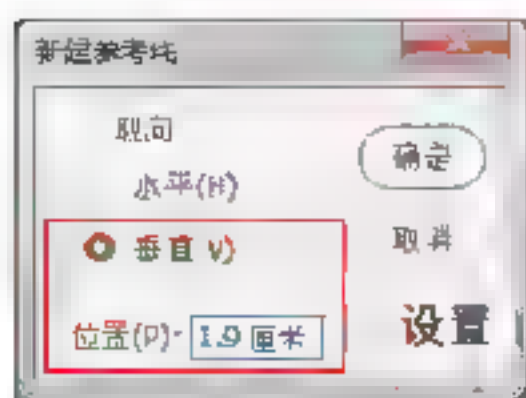 新建参考线
取向
确定
水平(H)
垂直(V)
取消
位置(P): 1.9 厘米
设置